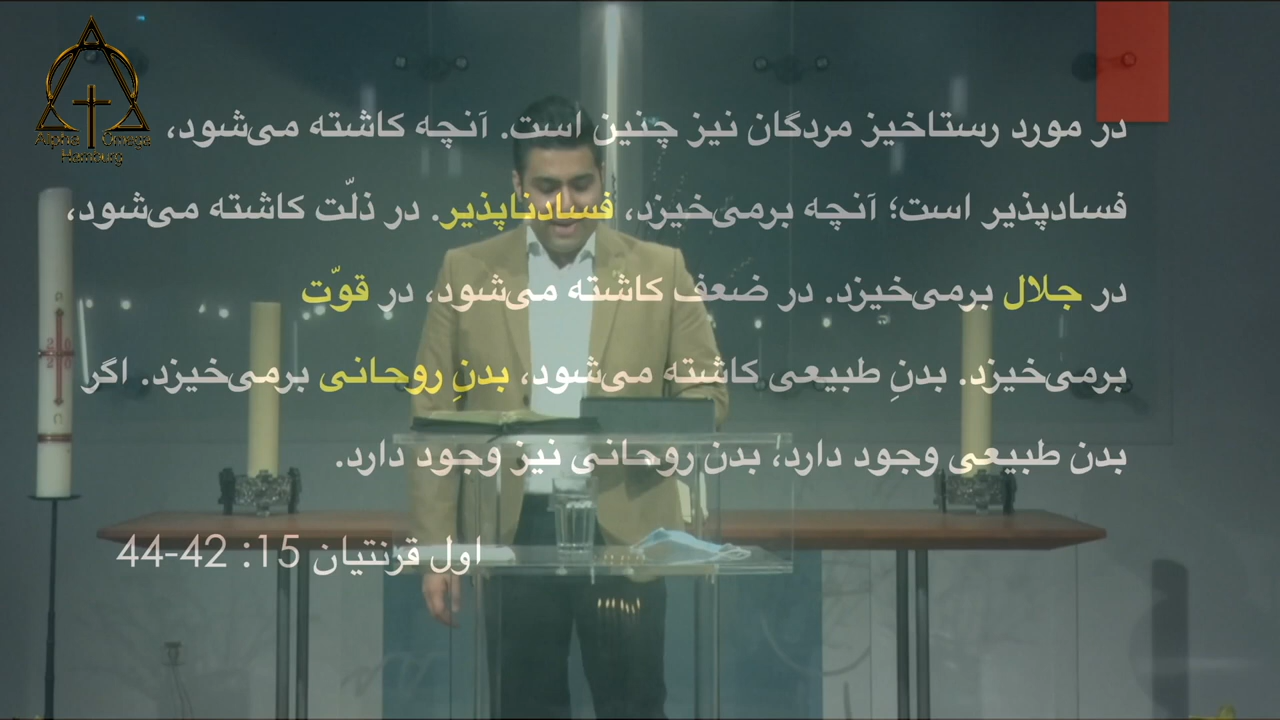 Alpha Omega
Hamburg
در مورد رستاخیز مردگان نیز چنین است. آنچه کاشته می‌شود،
فسادپذیر است؛ آنچه برمی‌خیزد، فسادناپذیر. در ذلّت کاشته می‌شود،
در جلال برمی‌خیزد. در ضعف کاشته می‌شود، در قوّت
برمی‌خیزد. بدنِ طبیعی کاشته می‌شود، بدنِ روحانی برمی‌خیزد. اگر
بدن طبیعی وجود دارد، بدن روحانی نیز وجود دارد.
اول قرنتیان 15: 42-44